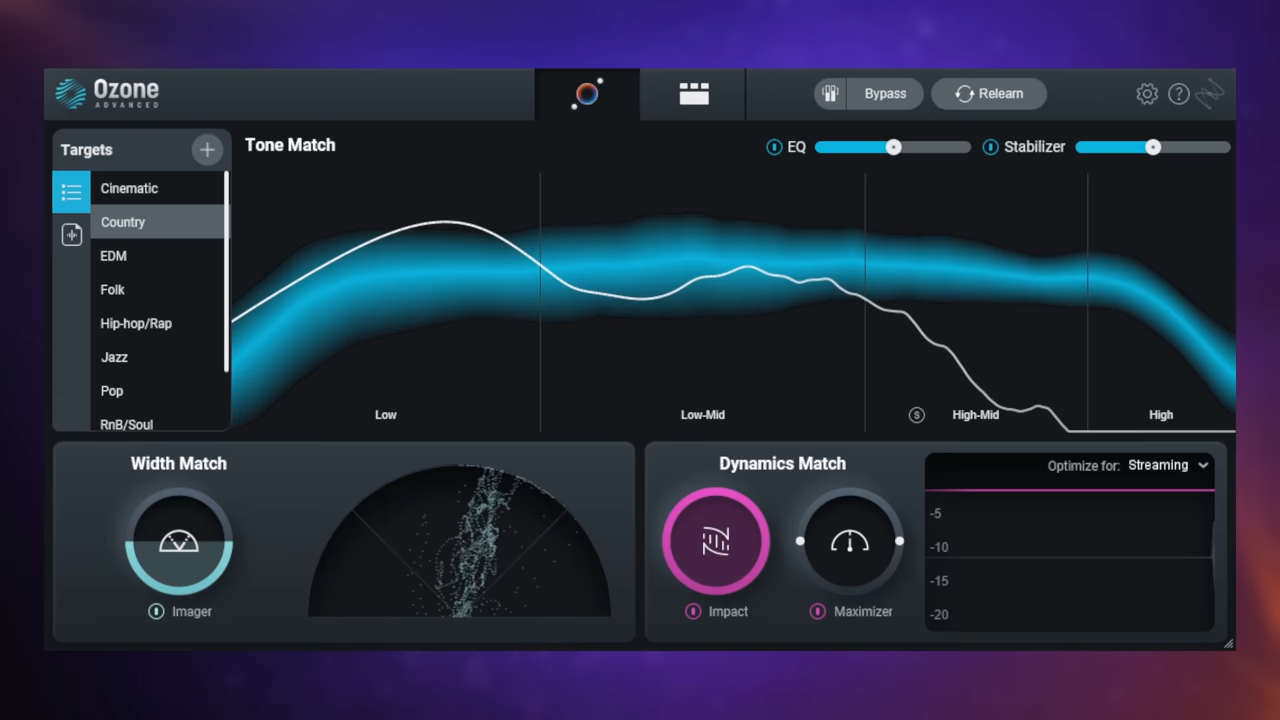 Ozone
ADVANCED
Bypass
Relearn
Targets
Cinematic
Country
EDM
Folk
Hip-hop/Rap
Jazz
Pop
RnB/Soul
Tone Match
EQ
Stabilizer
Low
Low-Mid
S
High-Mid
High
Width Match
Imager
Dynamics Match
Impact
Maximizer
Optimize for: Streaming
-5
-10
-15
-20